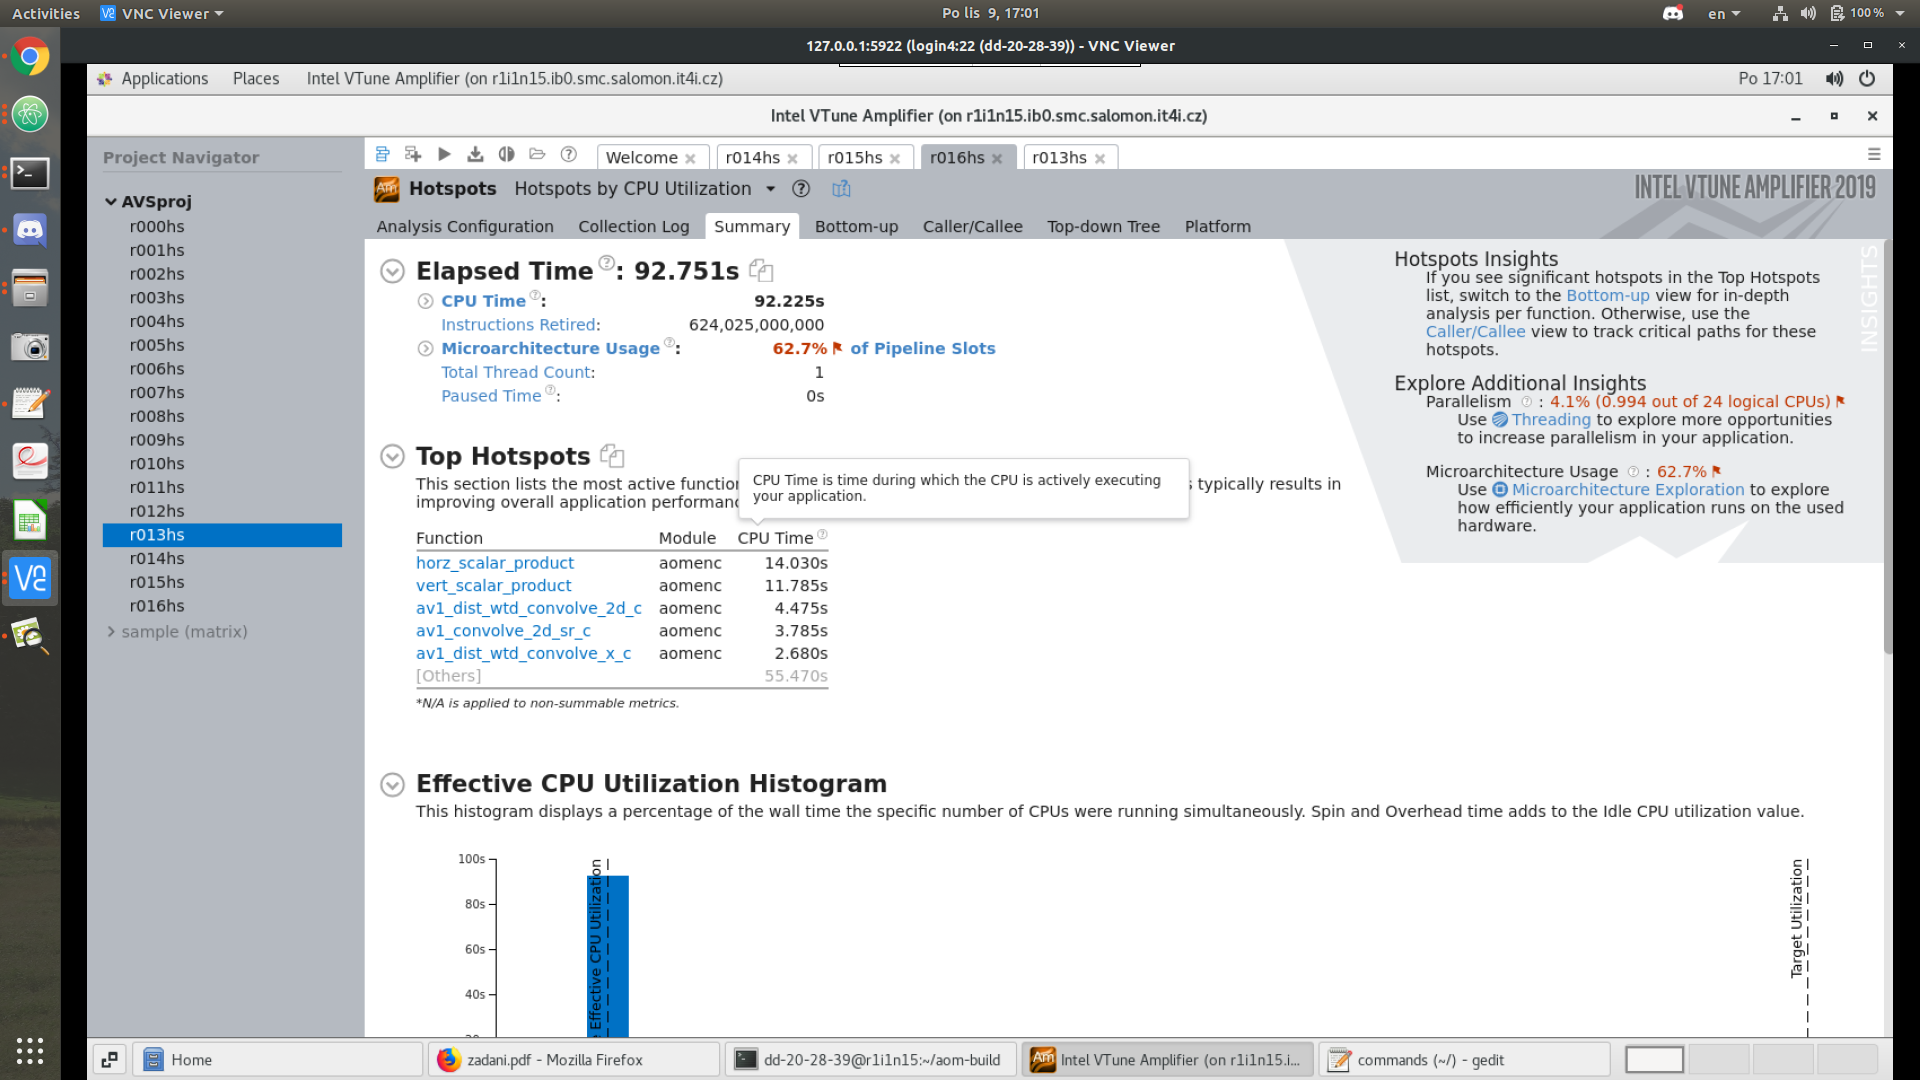 Activities
VNC Viewer
Po lis 9, 17:01
en
100%
127.0.0.1:5922 (login4:22 (dd-20-28-39)) - VNC Viewer
Applications
Places
Intel VTune Amplifier (on r1i1n15.ib0.smc.salomon.it4i.cz)
Po 17:01
Intel VTune Amplifier (on r1i1n15.ib0.smc.salomon.it4i.cz)
Project Navigator
AVSproj
r000hs
r001hs
r002hs
r003hs
r004hs
r005hs
r006hs
r007hs
r008hs
r009hs
r010hs
r011hs
r012hs
r013hs
r014hs
r015hs
r016hs
sample (matrix)
Welcome
r014hs
r015hs
r016hs
r013hs
Am
Hotspots
Hotspots by CPU Utilization
INTEL VTUNE AMPLIFIER 2019
Analysis Configuration
Collection Log
Summary
Bottom-up
Caller/Callee
Top-down Tree
Platform
Elapsed Time : 92.751s
CPU Time : 92.225s
Instructions Retired: 624,025,000,000
Microarchitecture Usage : 62.7% of Pipeline Slots
Total Thread Count: 1
Paused Time : 0s
Top Hotspots
This section lists the most active function
s typically results in
improving overall application performanc
CPU Time is time during which the CPU is actively executing
your application.
Function Module CPU Time
horz_scalar_product aomenc 14.030s
vert_scalar_product aomenc 11.785s
av1_dist_wtd_convolve_2d_c aomenc 4.475s
av1_convolve_2d_sr_c aomenc 3.785s
av1_dist_wtd_convolve_x_c aomenc 2.680s
[Others] 55.470s
*N/A is applied to non-summable metrics.
Effective CPU Utilization Histogram
This histogram displays a percentage of the wall time the specific number of CPUs were running simultaneously. Spin and Overhead time adds to the Idle CPU utilization value.
100s
80s
60s
40s
Effective CPU Utilization
Target Utilization
Hotspots Insights
If you see significant hotspots in the Top Hotspots
list, switch to the Bottom-up view for in-depth
analysis per function. Otherwise, use the
Caller/Callee view to track critical paths for these
hotspots.
Explore Additional Insights
Parallelism : 4.1% (0.994 out of 24 logical CPUs)
Use Threading to explore more opportunities
to increase parallelism in your application.
Microarchitecture Usage : 62.7%
Use Microarchitecture Exploration to explore
how efficiently your application runs on the used
hardware.
INSIGHTS
Home
zadani.pdf - Mozilla Firefox
dd-20-28-39@r1i1n15:~/aom-build
Am
Intel VTune Amplifier (on r1i1n15.i...
commands (~/) - gedit